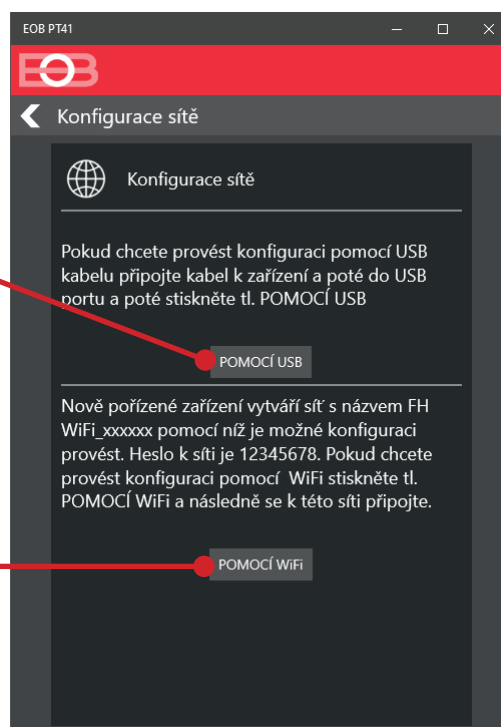 EOB PT41
EOB
Konfigurace sítě
Konfigurace sítě
Pokud chcete provést konfiguraci pomocí USB
kabelu připojte kabel k zařízení a poté do USB
portu a poté stiskněte tl. POMOCÍ USB
POMOCÍ USB
Nově pořízené zařízení vytváří síť s názvem FH
WiFi_xxxxxx pomocí níž je možné konfiguraci
provést. Heslo k síti je 12345678. Pokud chcete
provést konfiguraci pomocí  WiFi stiskněte tl.
POMOCÍ WiFi a následně se k této síti připojte.
POMOCÍ WiFi